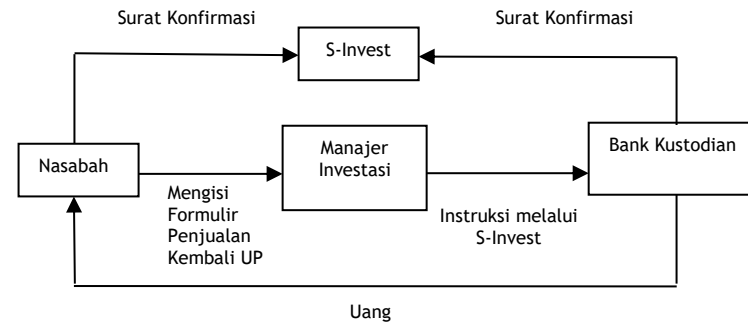 Surat Konfirmasi
Surat Konfirmasi
S-Invest
Nasabah
Manajer
Investasi
Bank Kustodian
Mengisi
Formulir
Penjualan
Kembali UP
Instruksi melalui
S-Invest
Uang